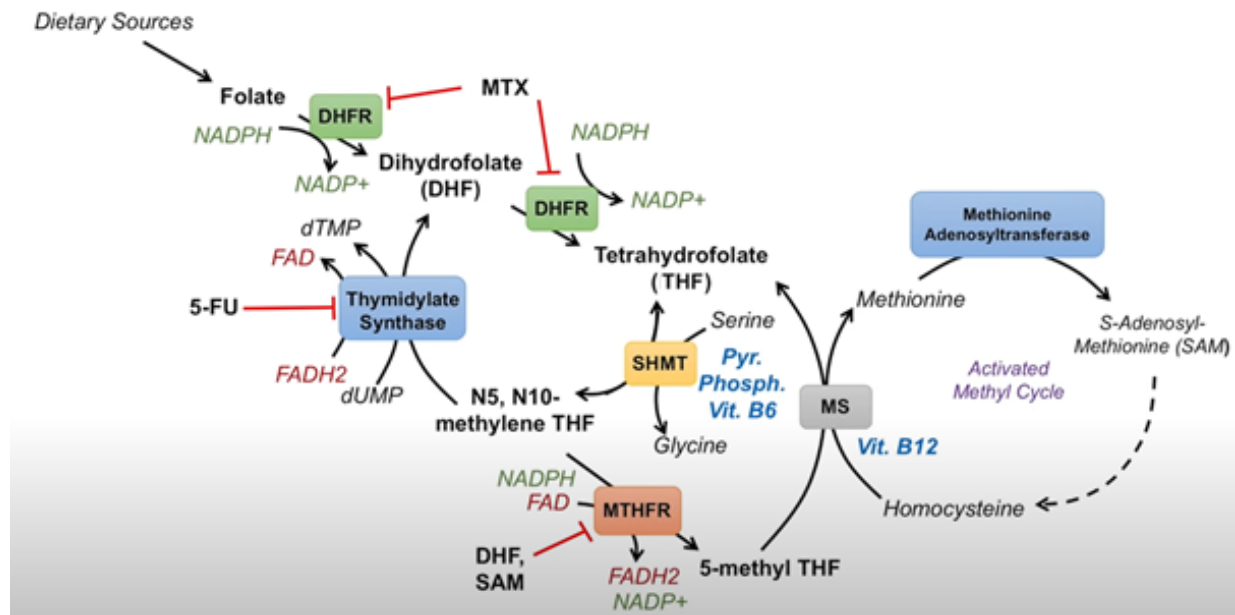 Dietary Sources
Folate
DHFR
MTX
NADPH
NADP+
NADPH
NADP+
Dihydrofolate
(DHF)
DHFR
Tetrahydrofolate
(THF)
Methionine
Adenosyltransferase
dTMP
FAD
5-FU
Thymidylate
Synthase
FADH2
dUMP
N5, N10-
methylene THF
SHMT
Serine
Pyr.
Phosph.
Vit. B6
Glycine
Methionine
S-Adenosyl-
Methionine (SAM)
Activated
Methyl Cycle
MS
Vit. B12
Homocysteine
NADPH
FAD
MTHFR
DHF,
SAM
FADH2
NADP+
5-methyl THF